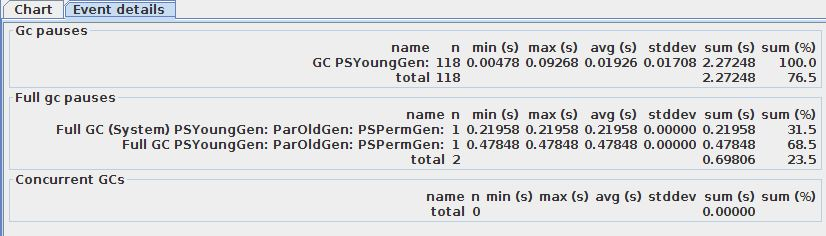 Chart Event details
Gc pauses
name n min (s) max (s) avg (s) stddev sum (s) sum (%)
GC PSYoungGen: 118 0.00478 0.09268 0.01926 0.01708 2.27248 100.0
total 118 2.27248 76.5
Full gc pauses
name n min (s) max (s) avg (s) stddev sum (s) sum (%)
Full GC (System) PSYoungGen: ParOldGen: PSPermGen: 1 0.21958 0.21958 0.21958 0.00000 0.21958 31.5
Full GC PSYoungGen: ParOldGen: PSPermGen: 1 0.47848 0.47848 0.47848 0.00000 0.47848 68.5
total 2 0.69806 23.5
Concurrent GCs
name n min (s) max (s) avg (s) stddev sum (s) sum (%)
total 0 0.00000